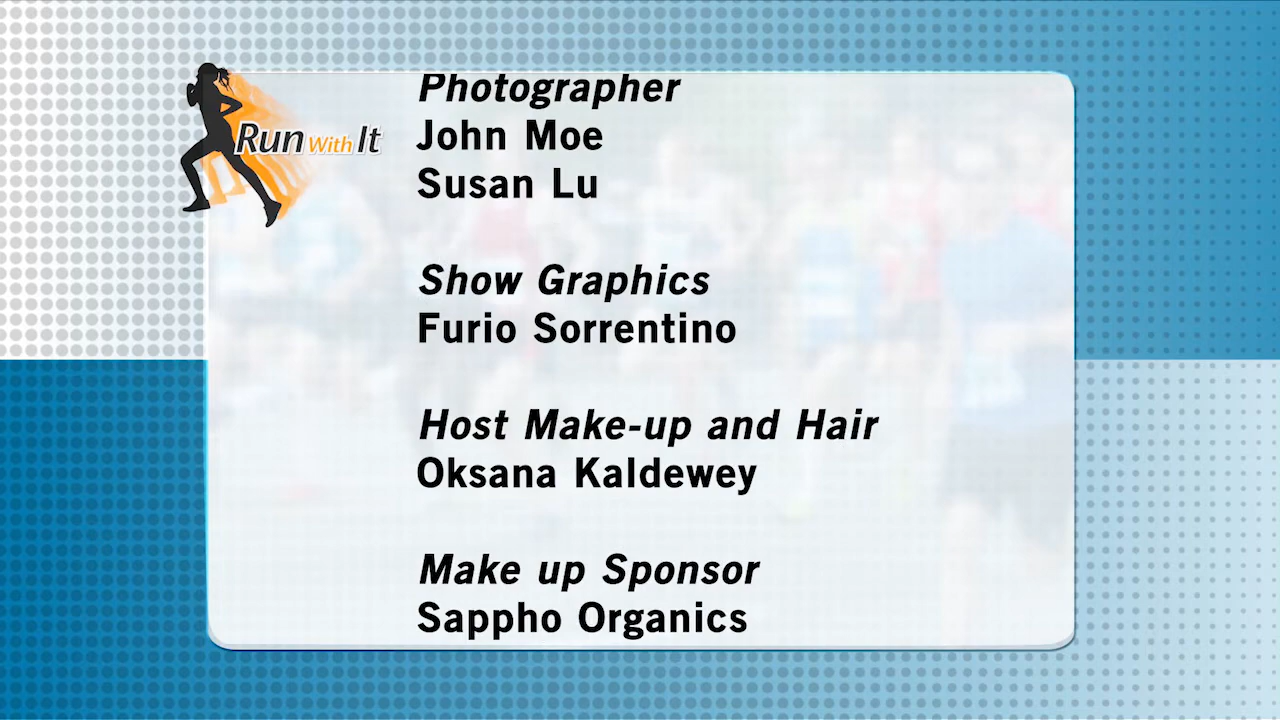 Run With It
Photographer
John Moe
Susan Lu
Show Graphics
Furio Sorrentino
Host Make-up and Hair
Oksana Kaldewey
Make up Sponsor
Sappho Organics